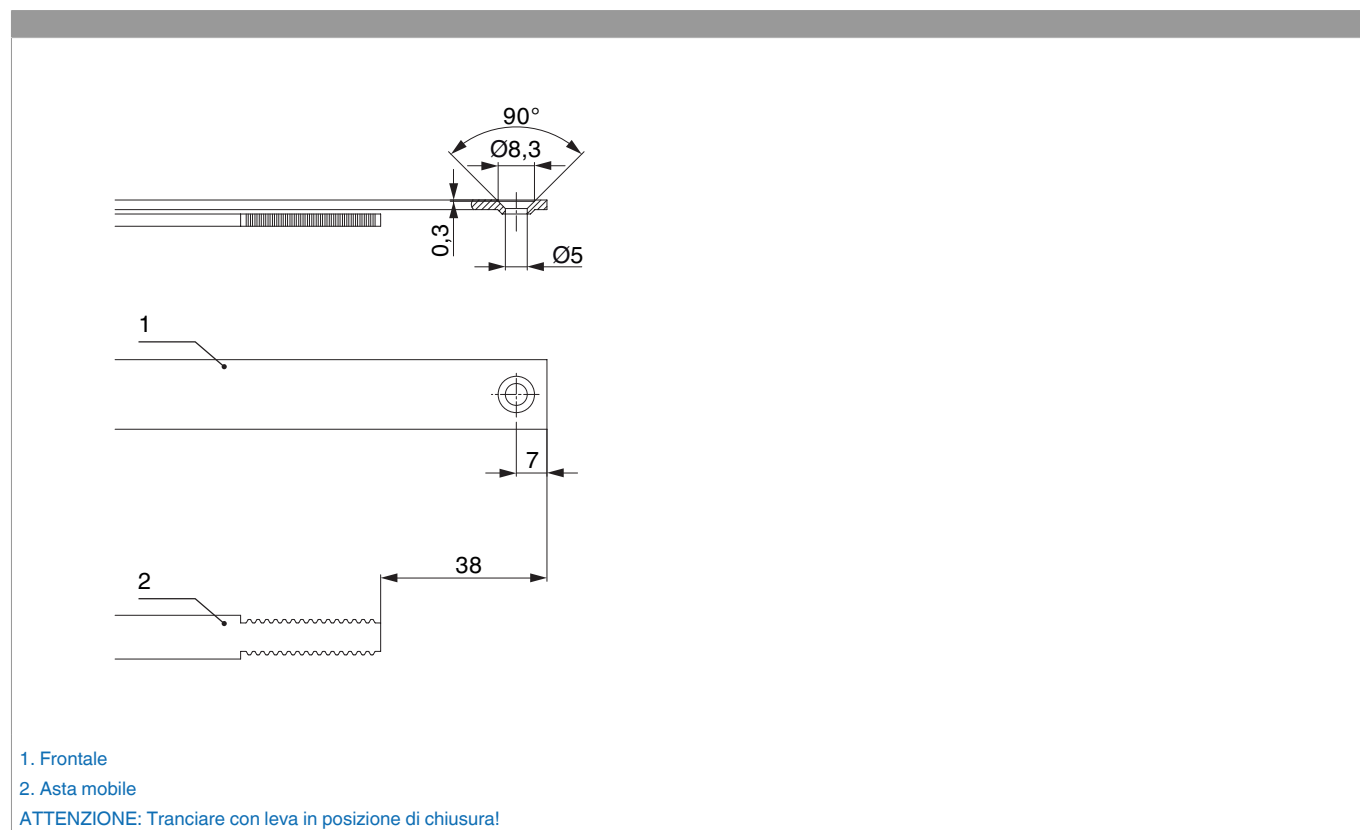 90°
Ø8,3
0,3
Ø5
1
7
38
2
1. Frontale
2. Asta mobile
ATTENZIONE: Tranciare con leva in posizione di chiusura!